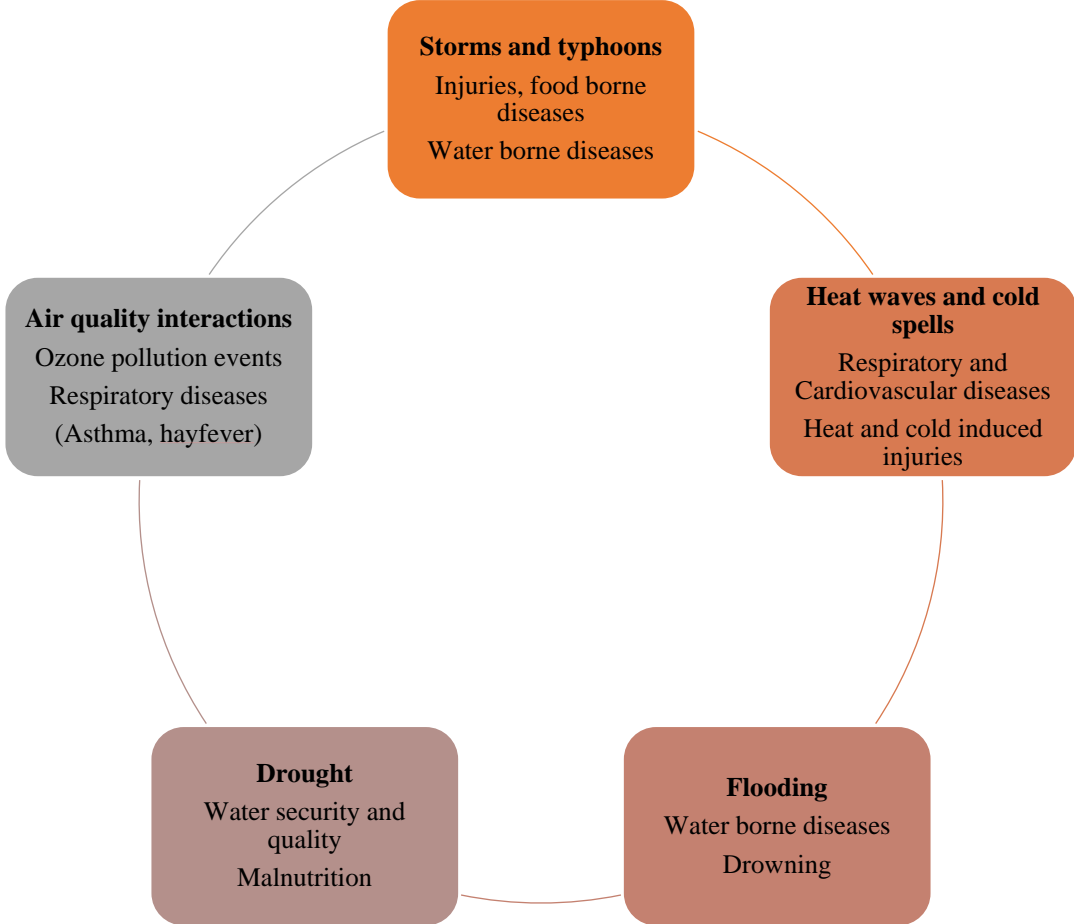 Storms and typhoons
Injuries, food borne
diseases
Water borne diseases
Heat waves and cold
spells
Respiratory and
Cardiovascular diseases
Heat and cold induced
injuries
Flooding
Water borne diseases
Drowning
Drought
Water security and
quality
Malnutrition
Air quality interactions
Ozone pollution events
Respiratory diseases
(Asthma, hayfever)